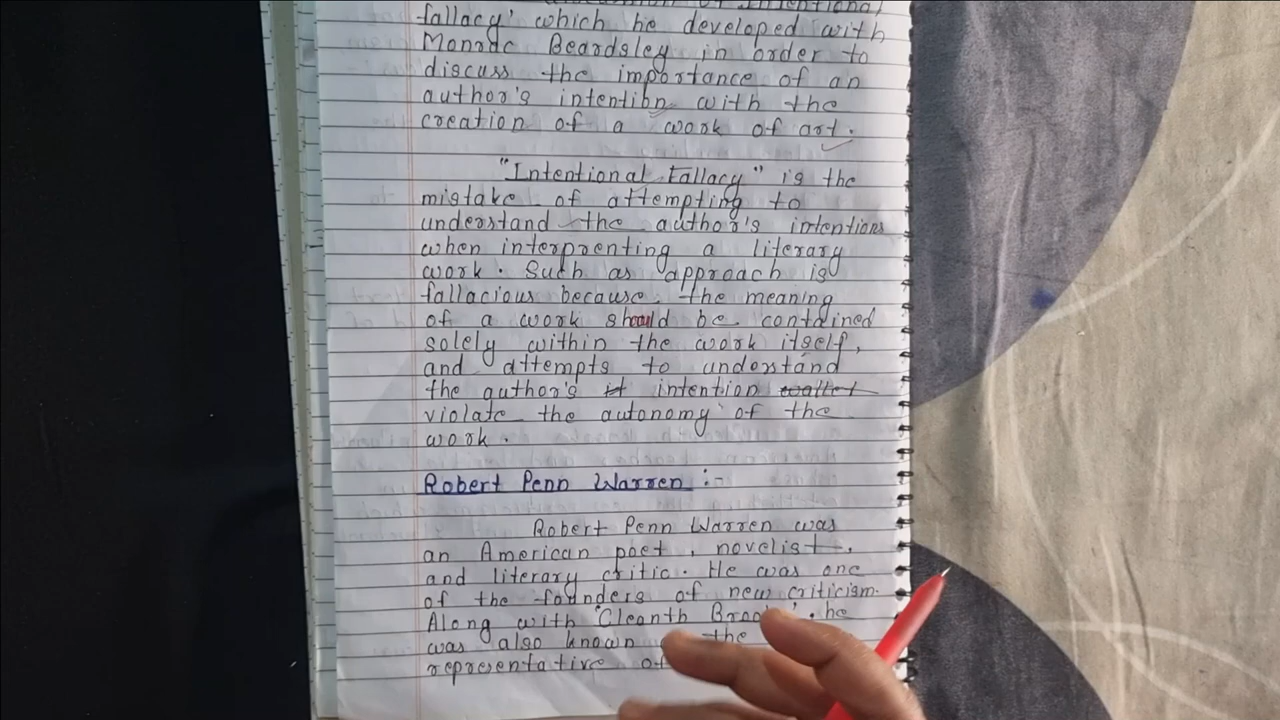 fallacy' which he developed with
Monroe Beardsley in order to
discuss the importance of an
author's intention with the
creation of a work of art.
"Intentional Fallacy" is the
mistake of attempting to
understand the author's intentions
when interprenting a literary
work. Such as approach is
fallacious because, the meaning
of a work should be contained
solely within the work itself,
and attempts to understand
the author's it intention
violate the autonomy of the
work.
Robert Penn Warren :-
Robert Penn Warren was
an American poet, novelist,
and literary critic. He was one
of the founders of new criticism.
Along with 'Cleanth he
was also known the
representative of